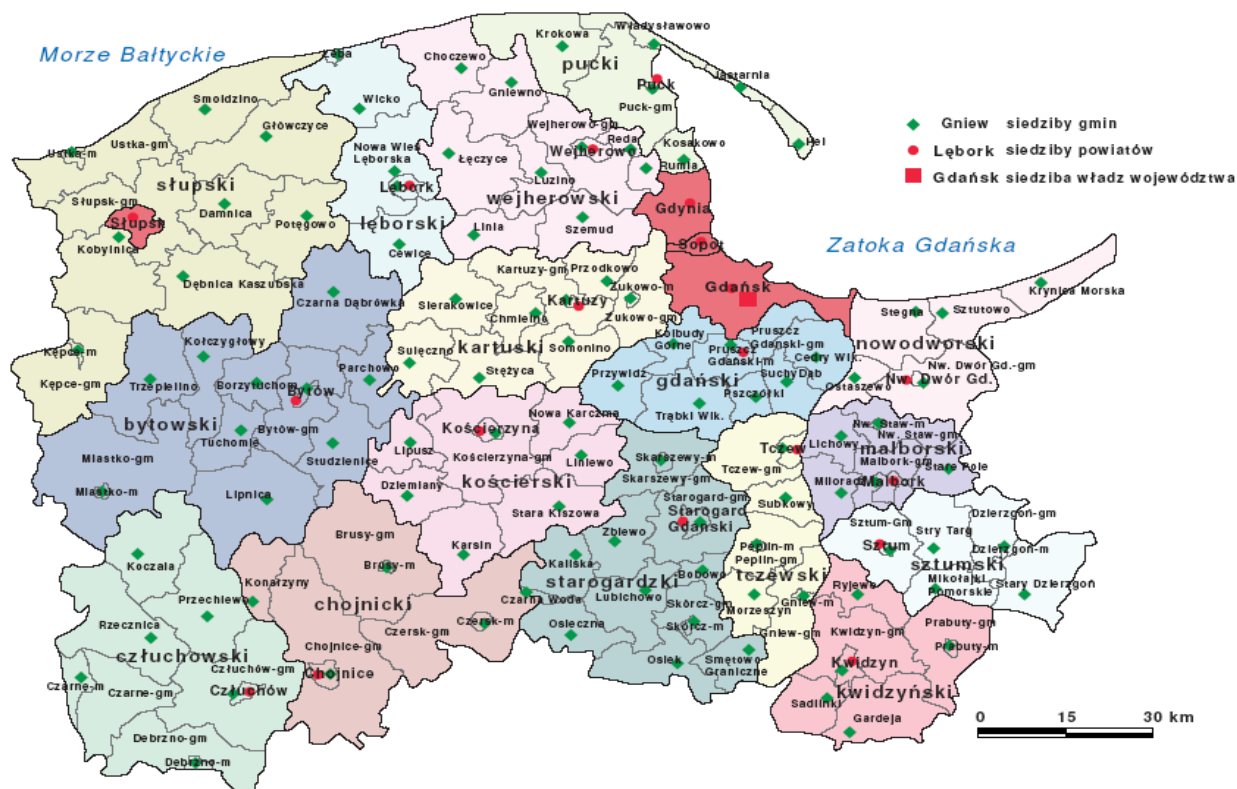 Morze Bałtyckie
Zatoka Gdańska
Gniew siedziby gmin
Lębork siedziby powiatów
Gdańsk siedziba władz województwa
0 15 30 km
Władysławowo
Krokowa
pucki
Puck
Puck-gm
Jastarnia
Hel
Kosakowo
Łeba
Choczewo
Gniewno
Wicko
Wejherowo-gm
Reda
Wejherowo
Rumia
Nowa Wieś
Lęborska
Łęczyce
Luzino
Lębork
wejherowski
lęborski
Linia
Szemud
Cewice
Smołdzino
Główczyce
Ustka-gm
Ustka-m
słupski
Słupsk-gm
Słupsk
Damnica
Potęgowo
Kobylnica
Dębnica Kaszubska
Kępce-m
Kępce-gm
Gdynia
Sopot
Gdańsk
Kartuzy-gm
Przodkowo
Sierakowice
Kartuzy
Żukowo-m
Chmielno
Żukowo-gm
kartuski
Somonino
Sulęczno
Stężyca
Czarna Dąbrówka
Kołczygłowy
Trzepielino
Borzytuchom
Parchowo
Bytów
bytowski
Bytów-gm
Tuchomie
Studzienice
Miastko-gm
Miastko-m
Lipnica
Kolbudy
Górne
Pruszcz
Gdański-gm
Pruszcz
Gdański-m
Cedry Wlk.
Przywidz
gdański
Suchy Dąb
Pszczółki
Trąbki Wlk.
Krynica Morska
Stegna
Sztutowo
nowodworski
Nw. Dwór Gd.-gm
Nw. Dwór Gd.
Ostaszewo
Nw. Staw-m
Nw. Staw-gm
Lichowy
malborski
Malbork-gm
Stare Pole
Malbork
Miłoradz
Nowa Karczma
Kościerzyna
Lipusz
Kościerzyna-gm
Liniewo
kościerski
Dziemiany
Stara Kiszowa
Karsin
Skarszewy-m
Skarszewy-gm
Starogard-gm
Starogard
Gdański
Zblewo
Kaliska
starogardzki
Bobowo
Lubichowo
Czarna Woda
Skórcz-gm
Skórcz-m
Osieczna
Osiek
Smętowo
Graniczne
Tczew
Tczew-gm
Subkowy
Peplin-m
Peplin-gm
tczewski
Morzeszyn
Gniew-m
Gniew-gm
Sztum-Gm
Stry Targ
Dzierzgoń-gm
Sztum
Dzierzgoń-m
sztumski
Mikołajki
Pomorskie
Stary Dzierzgoń
Ryjewo
Kwidzyn-gm
Prabuty-gm
Prabuty-m
Kwidzyn
kwidzyński
Sadlinki
Gardeja
Brusy-gm
Brusy-m
Konarzyny
chojnicki
Czersk-m
Czersk-gm
Chojnice-gm
Chojnice
Koczala
Przechlewo
Rzecznica
człuchowski
Człuchów-gm
Człuchów
Czarne-m
Czarne-gm
Debrzno-gm
Debrzno-m